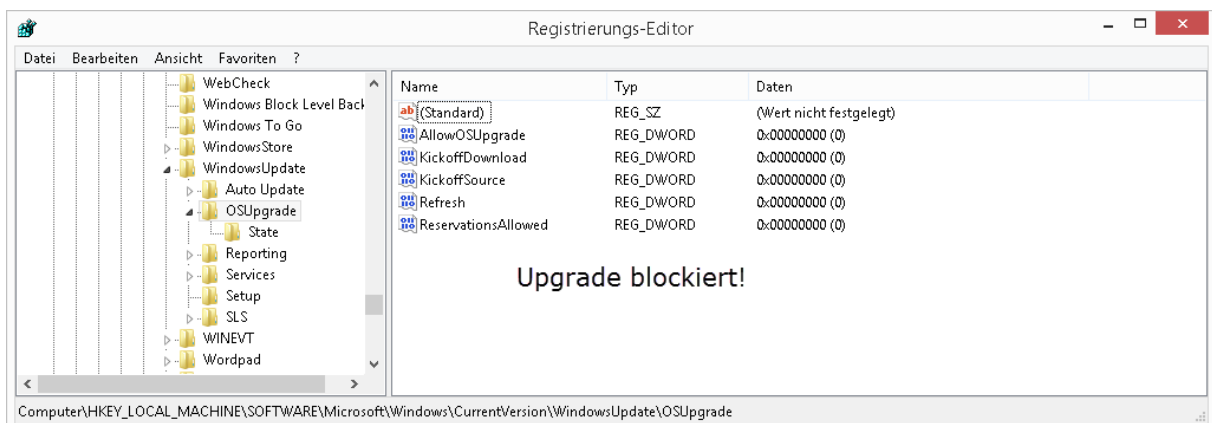 Registrierungs-Editor
Datei Bearbeiten Ansicht Favoriten ?
WebCheck
Windows Block Level Back
Windows To Go
WindowsStore
WindowsUpdate
Auto Update
OSUpgrade
State
Reporting
Services
Setup
SLS
WINEVT
Wordpad
Name Typ Daten
(Standard) REG_SZ (Wert nicht festgelegt)
AllowOSUpgrade REG_DWORD 0x00000000 (0)
KickoffDownload REG_DWORD 0x00000000 (0)
KickoffSource REG_DWORD 0x00000000 (0)
Refresh REG_DWORD 0x00000000 (0)
ReservationsAllowed REG_DWORD 0x00000000 (0)
Upgrade blockiert!
Computer\HKEY_LOCAL_MACHINE\SOFTWARE\Microsoft\Windows\CurrentVersion\WindowsUpdate\OSUpgrade